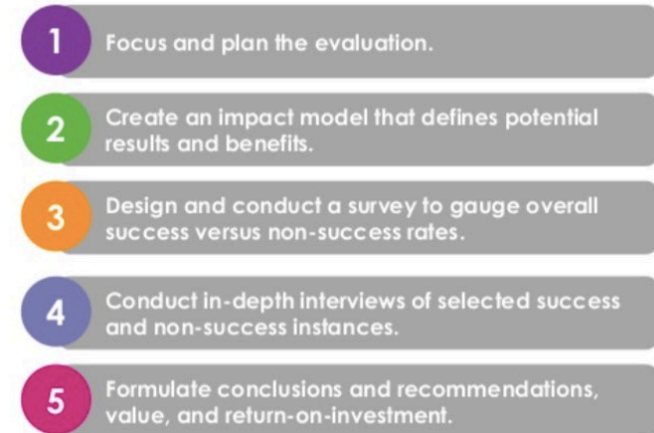 1
Focus and plan the evaluation.
2
Create an impact model that defines potential
results and benefits.
3
Design and conduct a survey to gauge overall
success versus non-success rates.
4
Conduct in-depth interviews of selected success
and non-success instances.
5
Formulate conclusions and recommendations,
value, and return-on-investment.